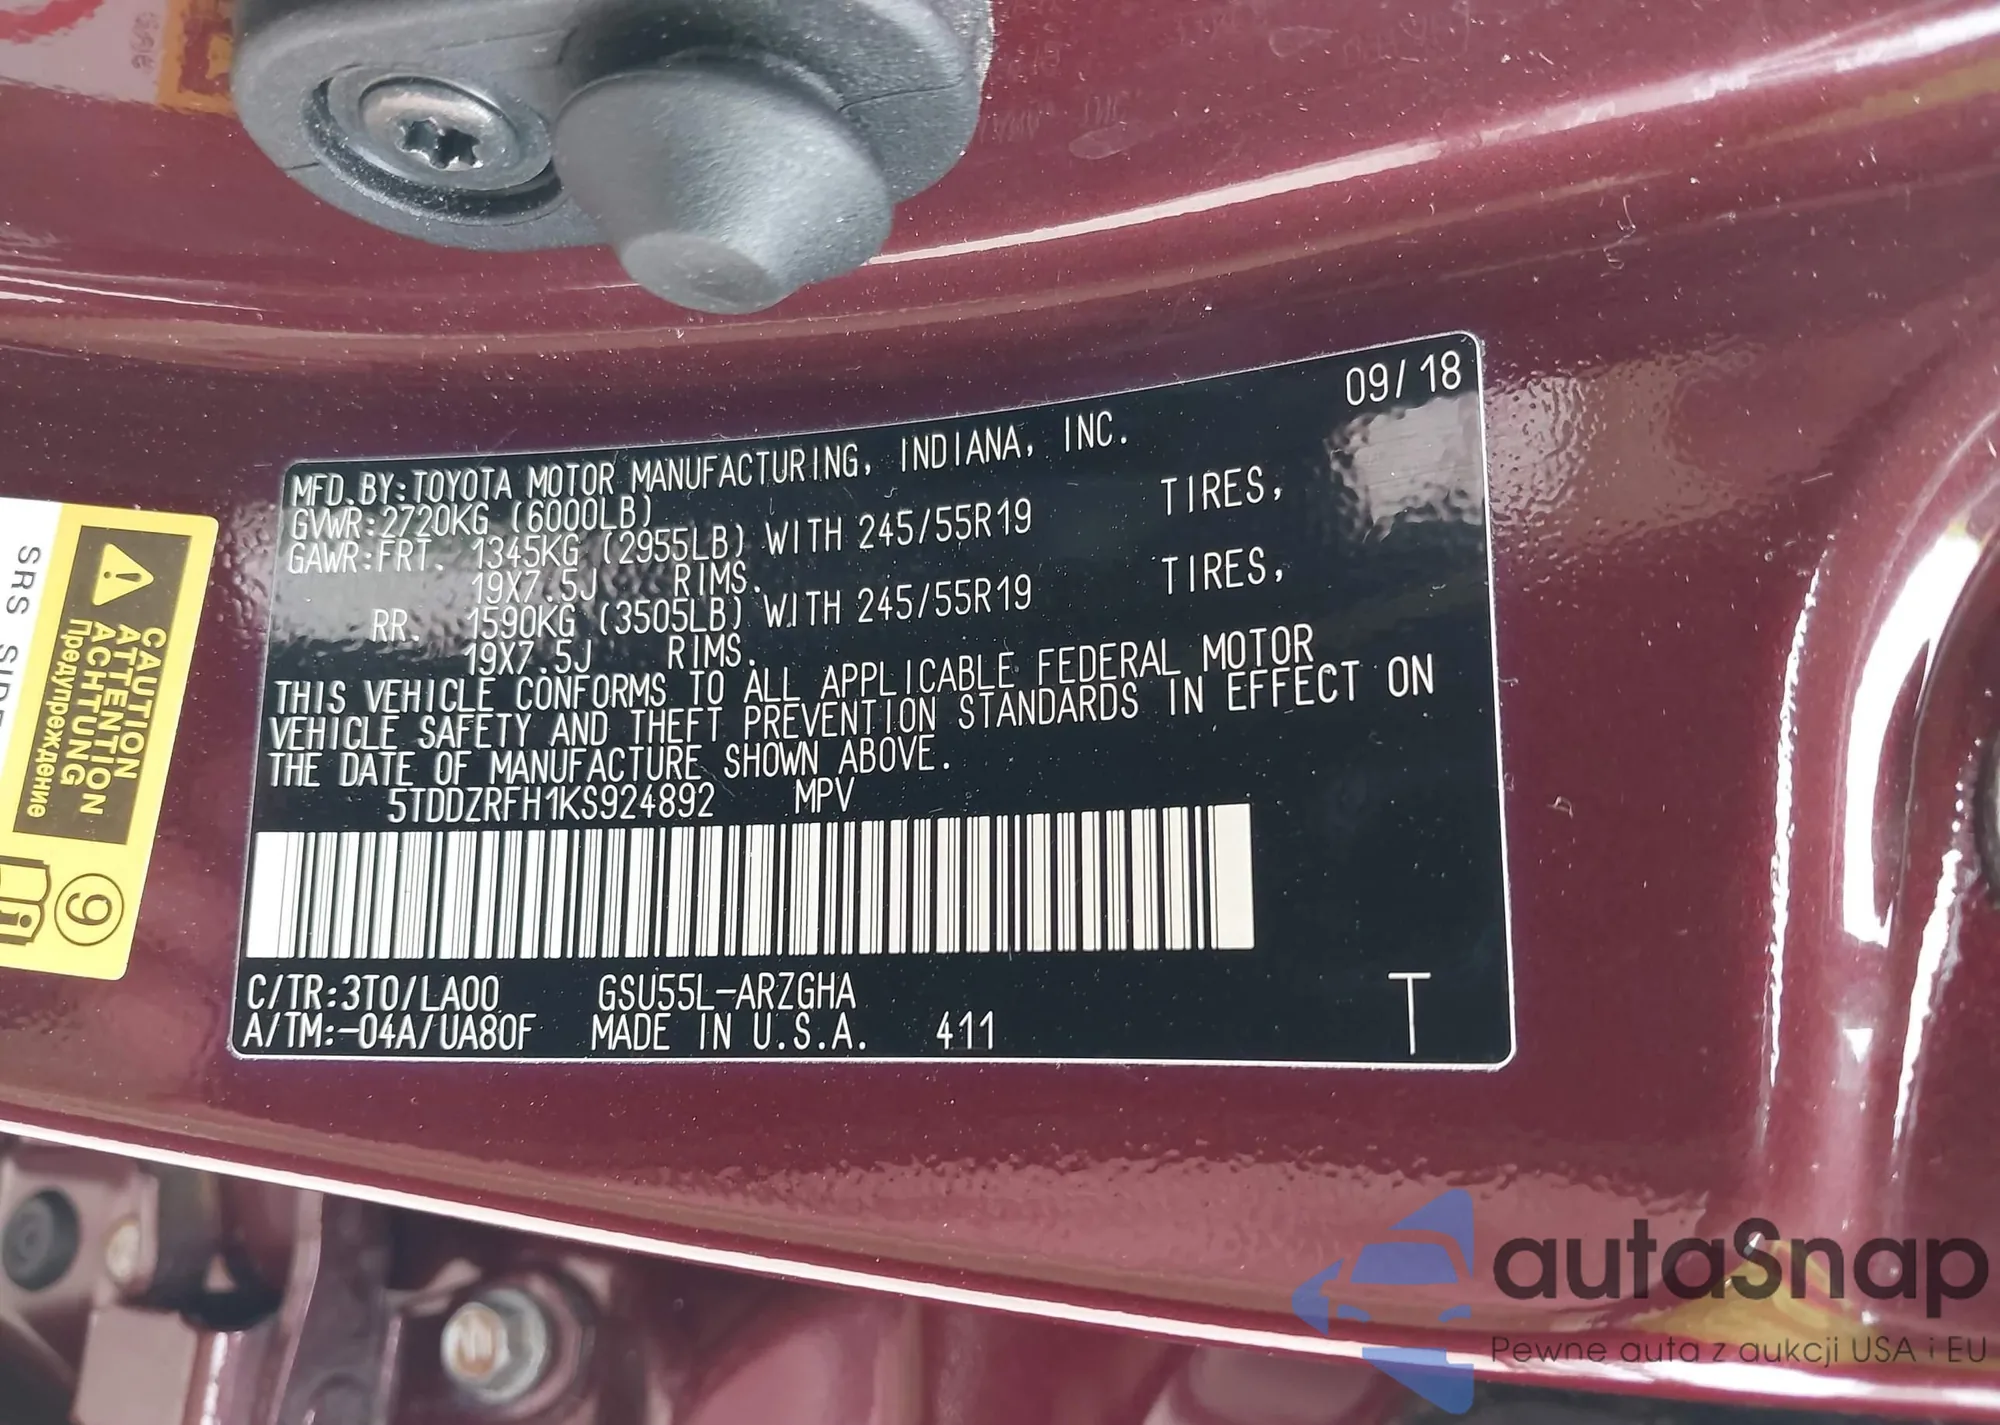 09/18
MFD.BY:TOYOTA MOTOR MANUFACTURING, INDIANA, INC.
GVWR:2720KG (6000LB)
GAWR:FRT. 1345KG (2955LB) WITH 245/55R19 TIRES,
19X7.5J RIMS.
RR. 1590KG (3505LB) WITH 245/55R19 TIRES,
19X7.5J RIMS.
THIS VEHICLE CONFORMS TO ALL APPLICABLE FEDERAL MOTOR
VEHICLE SAFETY AND THEFT PREVENTION STANDARDS IN EFFECT ON
THE DATE OF MANUFACTURE SHOWN ABOVE.
5TDDZRFH1KS924892 MPV
C/TR:3T0/LA00 GSU55L-ARZGHA
A/TM:-04A/UA80F MADE IN U.S.A. 411
T
CAUTION
ATTENTION
ACHTUNG
Предупреждение
9
SRS
autaSnap
Pewne auta z aukcji USA i EU